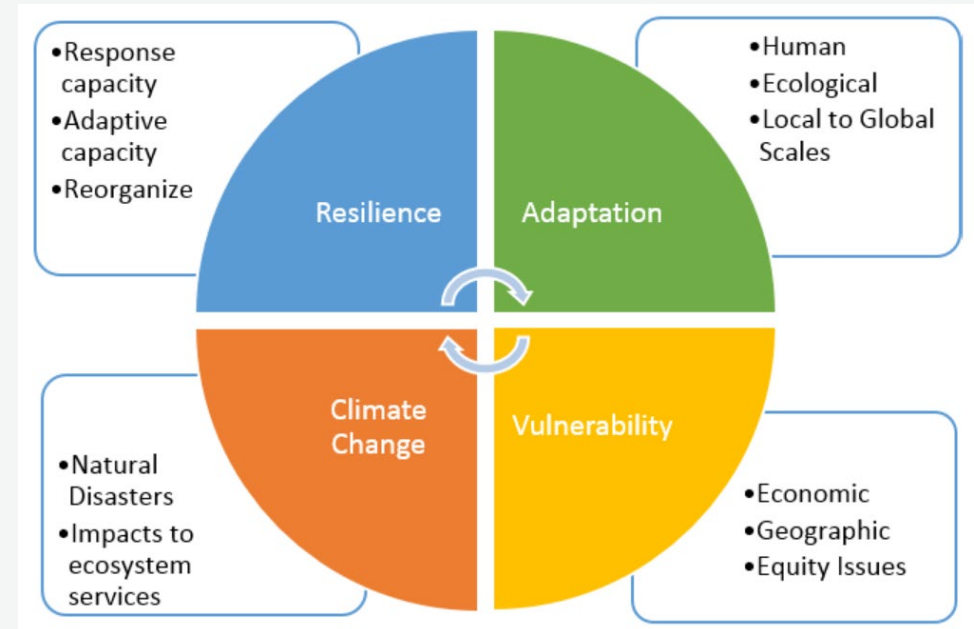 •Response
capacity
•Adaptive
capacity
•Reorganize
Resilience
Adaptation
•Human
•Ecological
•Local to Global
Scales
•Natural
Disasters
•Impacts to
ecosystem
services
Climate
Change
Vulnerability
•Economic
•Geographic
•Equity Issues